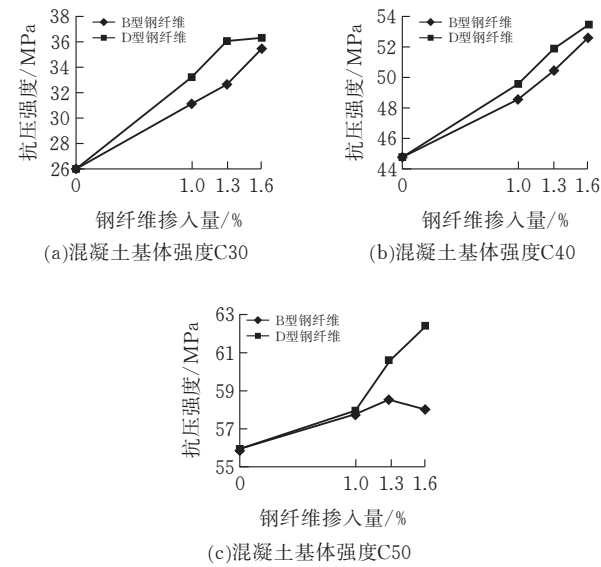 38
36
34
32
30
28
26
抗压强度/MPa
B型钢纤维
D型钢纤维
0 1.0 1.3 1.6
钢纤维掺入量/%
(a)混凝土基体强度C30
54
52
50
48
46
44
抗压强度/MPa
B型钢纤维
D型钢纤维
0 1.0 1.3 1.6
钢纤维掺入量/%
(b)混凝土基体强度C40
63
61
59
57
55
抗压强度/MPa
B型钢纤维
D型钢纤维
0 1.0 1.3 1.6
钢纤维掺入量/%
(c)混凝土基体强度C50